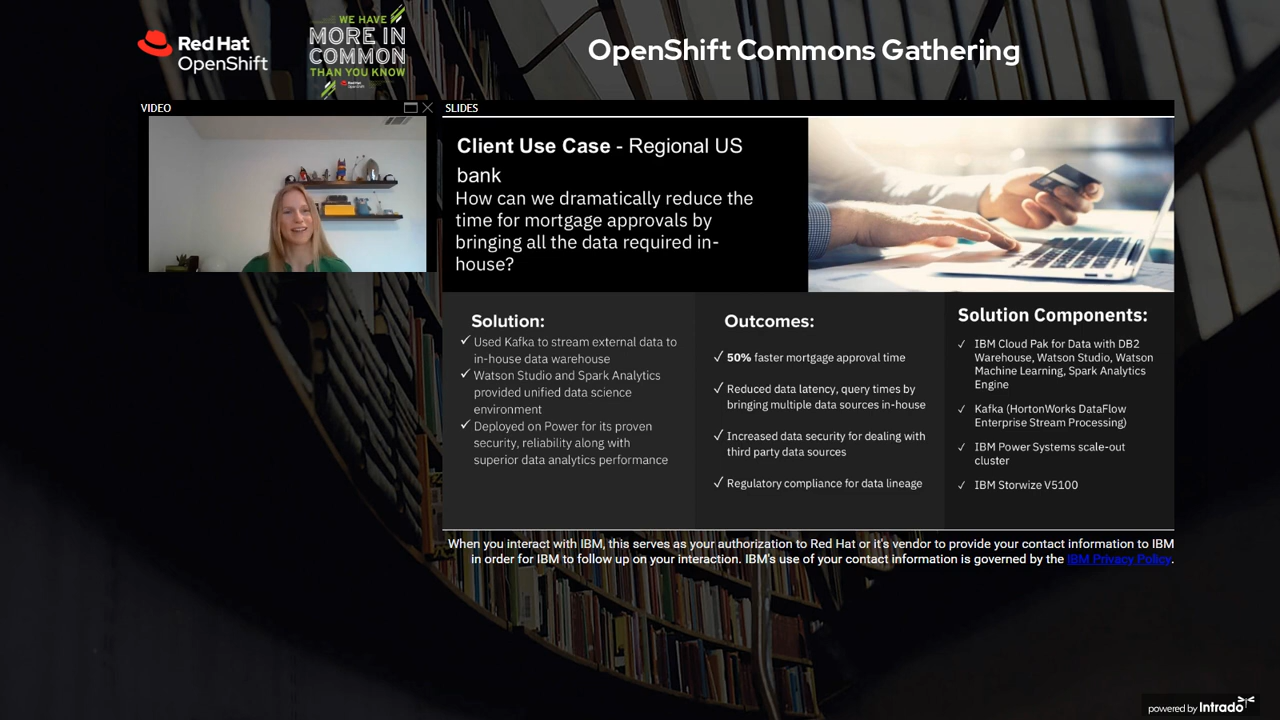 Red Hat
OpenShift
WE HAVE
MORE IN
COMMON
THAN YOU KNOW
Red Hat
OpenShift
OpenShift Commons Gathering
VIDEO
SLIDES
Client Use Case - Regional US
bank
How can we dramatically reduce the
time for mortgage approvals by
bringing all the data required in-
house?
Solution:
✓ Used Kafka to stream external data to
in-house data warehouse
✓ Watson Studio and Spark Analytics
provided unified data science
environment
✓ Deployed on Power for its proven
security, reliability along with
superior data analytics performance
Outcomes:
✓ 50% faster mortgage approval time
✓ Reduced data latency, query times by
bringing multiple data sources in-house
✓ Increased data security for dealing with
third party data sources
✓ Regulatory compliance for data lineage
Solution Components:
✓ IBM Cloud Pak for Data with DB2
Warehouse, Watson Studio, Watson
Machine Learning, Spark Analytics
Engine
✓ Kafka (HortonWorks DataFlow
Enterprise Stream Processing)
✓ IBM Power Systems scale-out
cluster
✓ IBM Storwize V5100
When you interact with IBM, this serves as your authorization to Red Hat or it's vendor to provide your contact information to IBM
in order for IBM to follow up on your interaction. IBM's use of your contact information is governed by the IBM Privacy Policy.
powered by Intrado